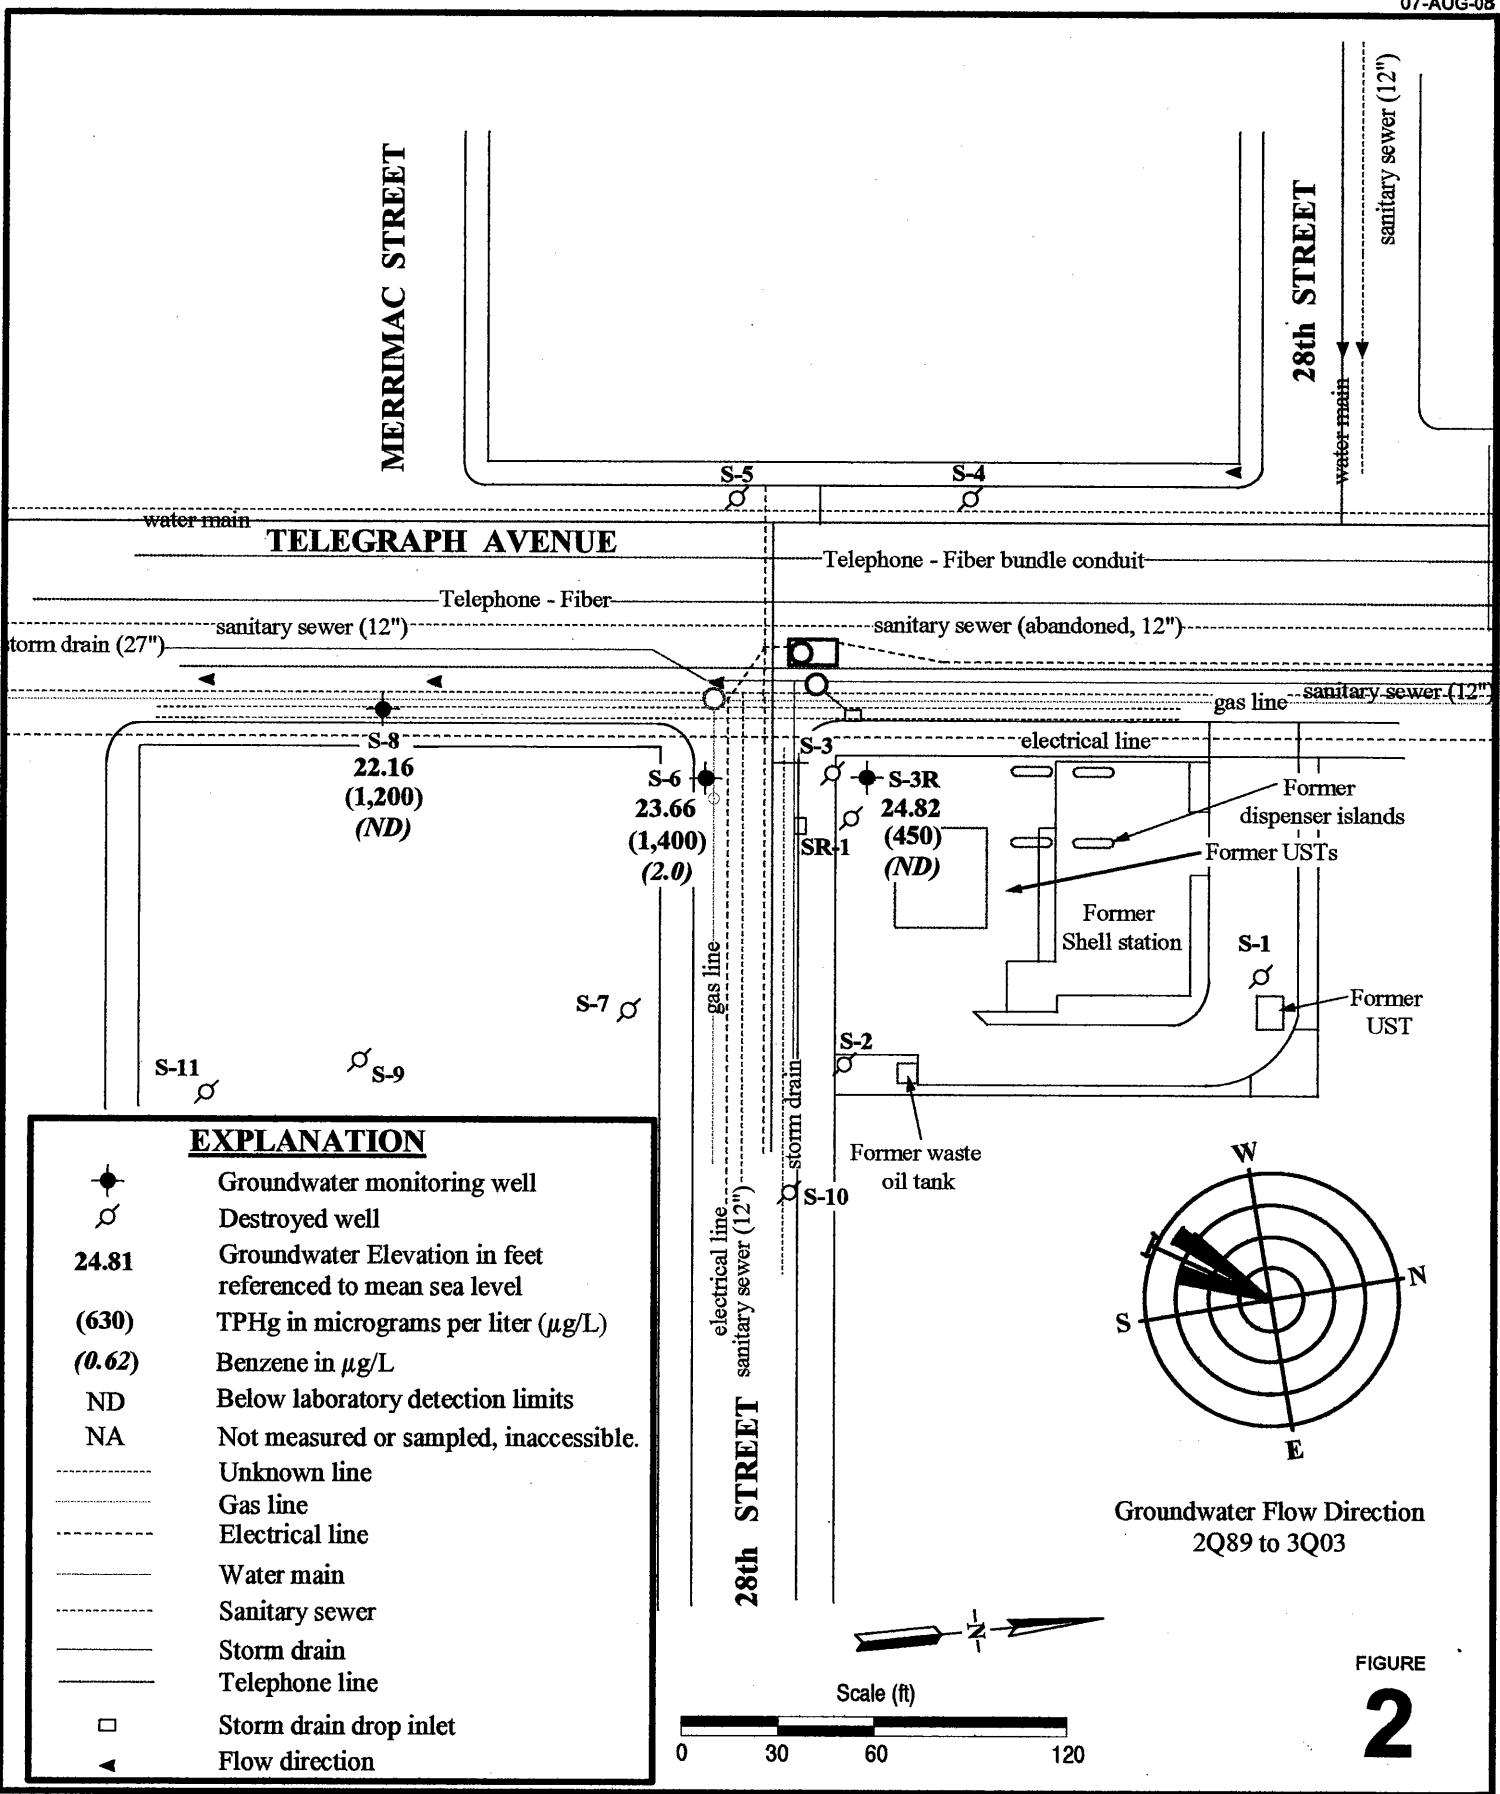 07-AUG-08
MERRIMAC STREET
28th STREET
sanitary sewer (12")
water main
S-5
S-4
water main
TELEGRAPH AVENUE
Telephone - Fiber bundle conduit
Telephone - Fiber
sanitary sewer (12")
sanitary sewer (abandoned, 12")
torm drain (27")
sanitary sewer (12")
gas line
electrical line
S-8
22.16
(1,200)
(ND)
S-6
23.66
(1,400)
(2.0)
S-3
S-3R
24.82
(450)
(ND)
SR-1
Former
dispenser islands
Former USTs
Former
Shell station
S-1
Former
UST
gas line
S-7
S-2
S-11
S-9
storm drain
Former waste
oil tank
S-10
electrical line
sanitary sewer (12")
28th STREET
EXPLANATION
Groundwater monitoring well
Destroyed well
24.81 Groundwater Elevation in feet
referenced to mean sea level
(630) TPHg in micrograms per liter (µg/L)
(0.62) Benzene in µg/L
ND Below laboratory detection limits
NA Not measured or sampled, inaccessible.
Unknown line
Gas line
Electrical line
Water main
Sanitary sewer
Storm drain
Telephone line
Storm drain drop inlet
Flow direction
W
N
S
E
Groundwater Flow Direction
2Q89 to 3Q03
N
Scale (ft)
0 30 60 120
FIGURE
2